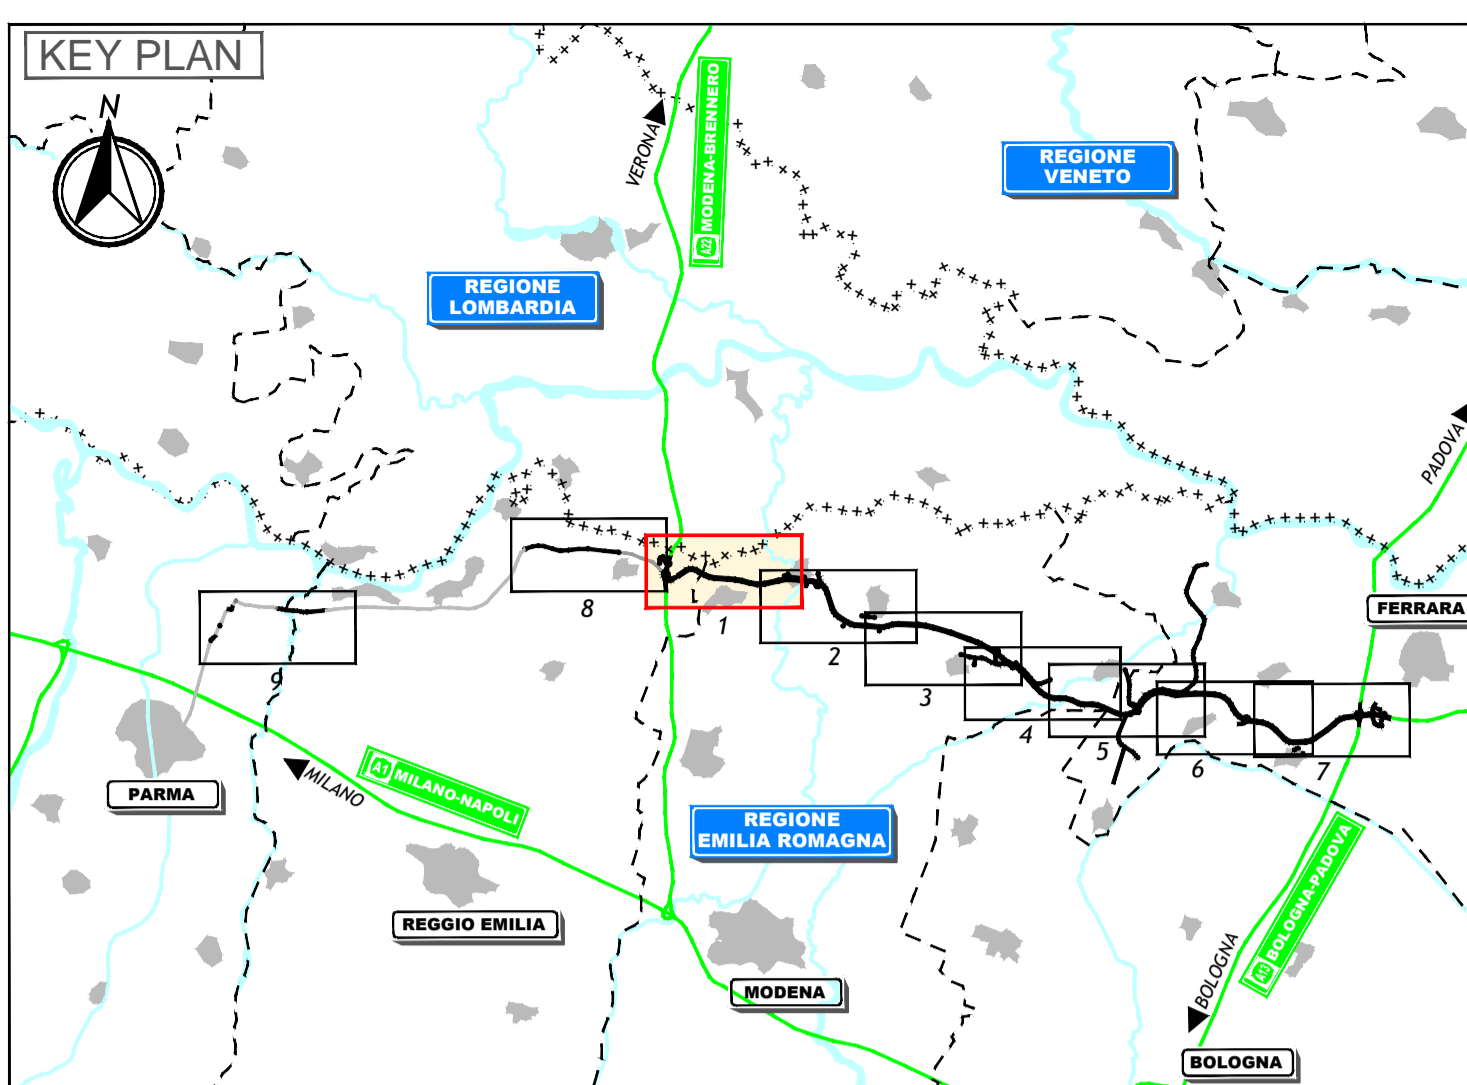 KEY PLAN
N
VERONA
A22 MODENA-BRENNERO
REGIONE
VENETO
REGIONE
LOMBARDIA
PADOVA
FERRARA
1
8
1
2
9
3
4
5
6
7
PARMA
MILANO
A1 MILANO-NAPOLI
REGIONE
EMILIA ROMAGNA
REGGIO EMILIA
MODENA
A13 BOLOGNA-PADOVA
BOLOGNA
BOLOGNA